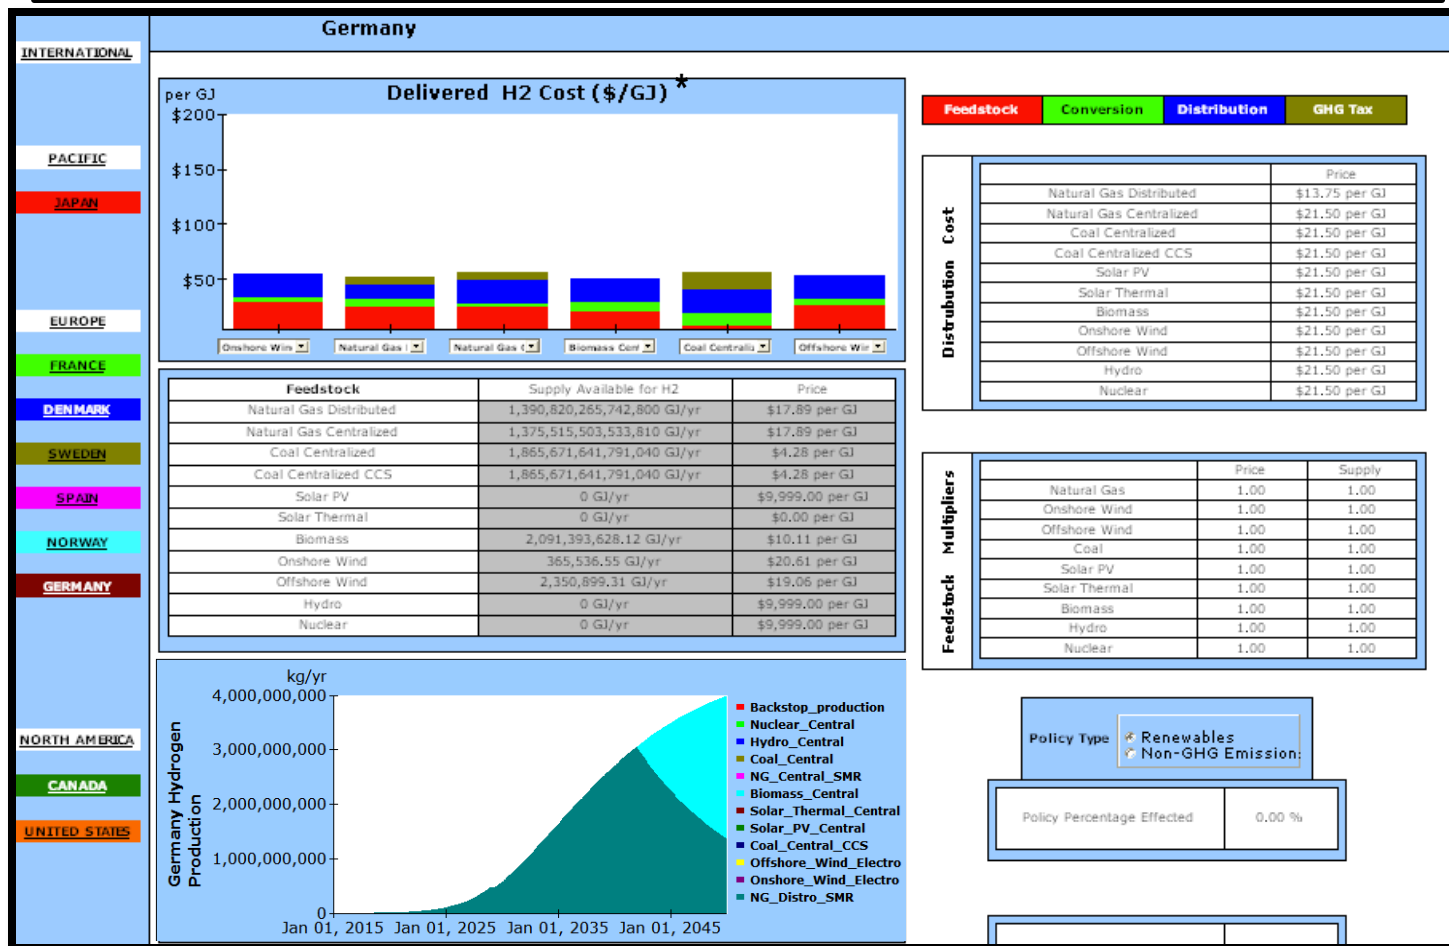 Germany
INTERNATIONAL
PACIFIC
JAPAN
EUROPE
FRANCE
DENMARK
SWEDEN
SPAIN
NORWAY
GERMANY
NORTH AMERICA
CANADA
UNITED STATES
per GJ
Delivered H2 Cost ($/GJ) *
$200
$150
$100
$50
Onshore Win
Natural Gas
Natural Gas
Biomass Cent
Coal Centraliz
Offshore Wir
Feedstock Supply Available for H2 Price
Natural Gas Distributed 1,390,820,265,742,800 GJ/yr $17.89 per GJ
Natural Gas Centralized 1,375,515,503,533,810 GJ/yr $17.89 per GJ
Coal Centralized 1,865,671,641,791,040 GJ/yr $4.28 per GJ
Coal Centralized CCS 1,865,671,641,791,040 GJ/yr $4.28 per GJ
Solar PV 0 GJ/yr $9,999.00 per GJ
Solar Thermal 0 GJ/yr $0.00 per GJ
Biomass 2,091,393,628.12 GJ/yr $10.11 per GJ
Onshore Wind 365,536.55 GJ/yr $20.61 per GJ
Offshore Wind 2,350,899.31 GJ/yr $19.06 per GJ
Hydro 0 GJ/yr $9,999.00 per GJ
Nuclear 0 GJ/yr $9,999.00 per GJ
kg/yr
Germany Hydrogen
Production
4,000,000,000
3,000,000,000
2,000,000,000
1,000,000,000
0
Jan 01, 2015 Jan 01, 2025 Jan 01, 2035 Jan 01, 2045
Backstop_production
Nuclear_Central
Hydro_Central
Coal_Central
NG_Central_SMR
Biomass_Central
Solar_Thermal_Central
Solar_PV_Central
Coal_Central_CCS
Offshore_Wind_Electro
Onshore_Wind_Electro
NG_Distro_SMR
Feedstock Conversion Distribution GHG Tax
Distrubution Cost
Price
Natural Gas Distributed $13.75 per GJ
Natural Gas Centralized $21.50 per GJ
Coal Centralized $21.50 per GJ
Coal Centralized CCS $21.50 per GJ
Solar PV $21.50 per GJ
Solar Thermal $21.50 per GJ
Biomass $21.50 per GJ
Onshore Wind $21.50 per GJ
Offshore Wind $21.50 per GJ
Hydro $21.50 per GJ
Nuclear $21.50 per GJ
Feedstock Multipliers
Price Supply
Natural Gas 1.00 1.00
Onshore Wind 1.00 1.00
Offshore Wind 1.00 1.00
Coal 1.00 1.00
Solar PV 1.00 1.00
Solar Thermal 1.00 1.00
Biomass 1.00 1.00
Hydro 1.00 1.00
Nuclear 1.00 1.00
Policy Type
Renewables
Non-GHG Emission:
Policy Percentage Effected 0.00 %